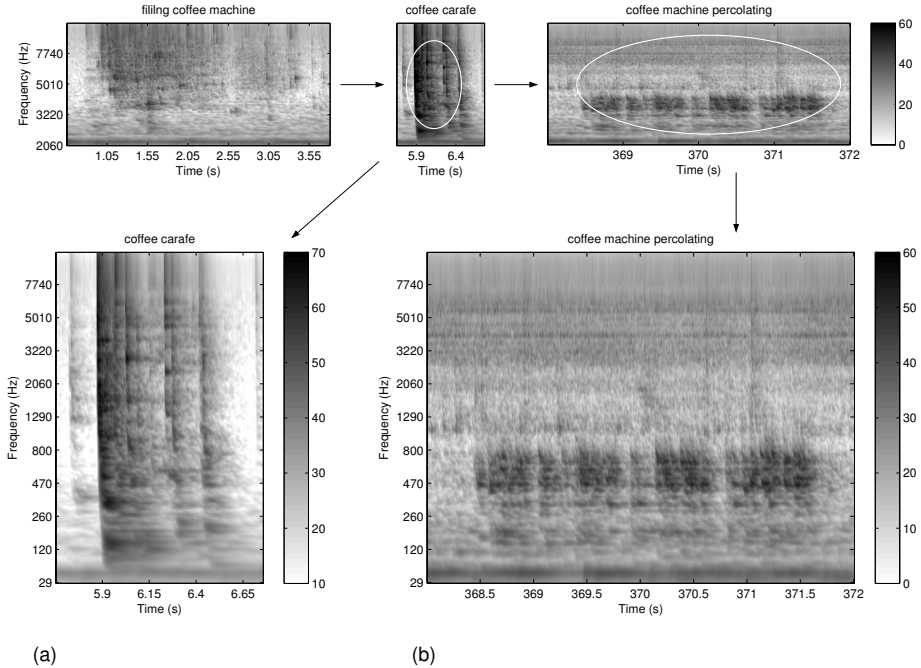 fililng coffee machine
coffee carafe
coffee machine percolating
Frequency (Hz)
7740
5010
3220
2060
1.05 1.55 2.05 2.55 3.05 3.55
Time (s)
5.9 6.4
Time (s)
369 370 371 372
Time (s)
60
40
20
0
coffee carafe
Frequency (Hz)
7740
5010
3220
2060
1290
800
470
260
120
29
5.9 6.15 6.4 6.65
Time (s)
70
60
50
40
30
20
10
coffee machine percolating
Frequency (Hz)
7740
5010
3220
2060
1290
800
470
260
120
29
368.5 369 369.5 370 370.5 371 371.5 372
Time (s)
60
50
40
30
20
10
0
(a)
(b)